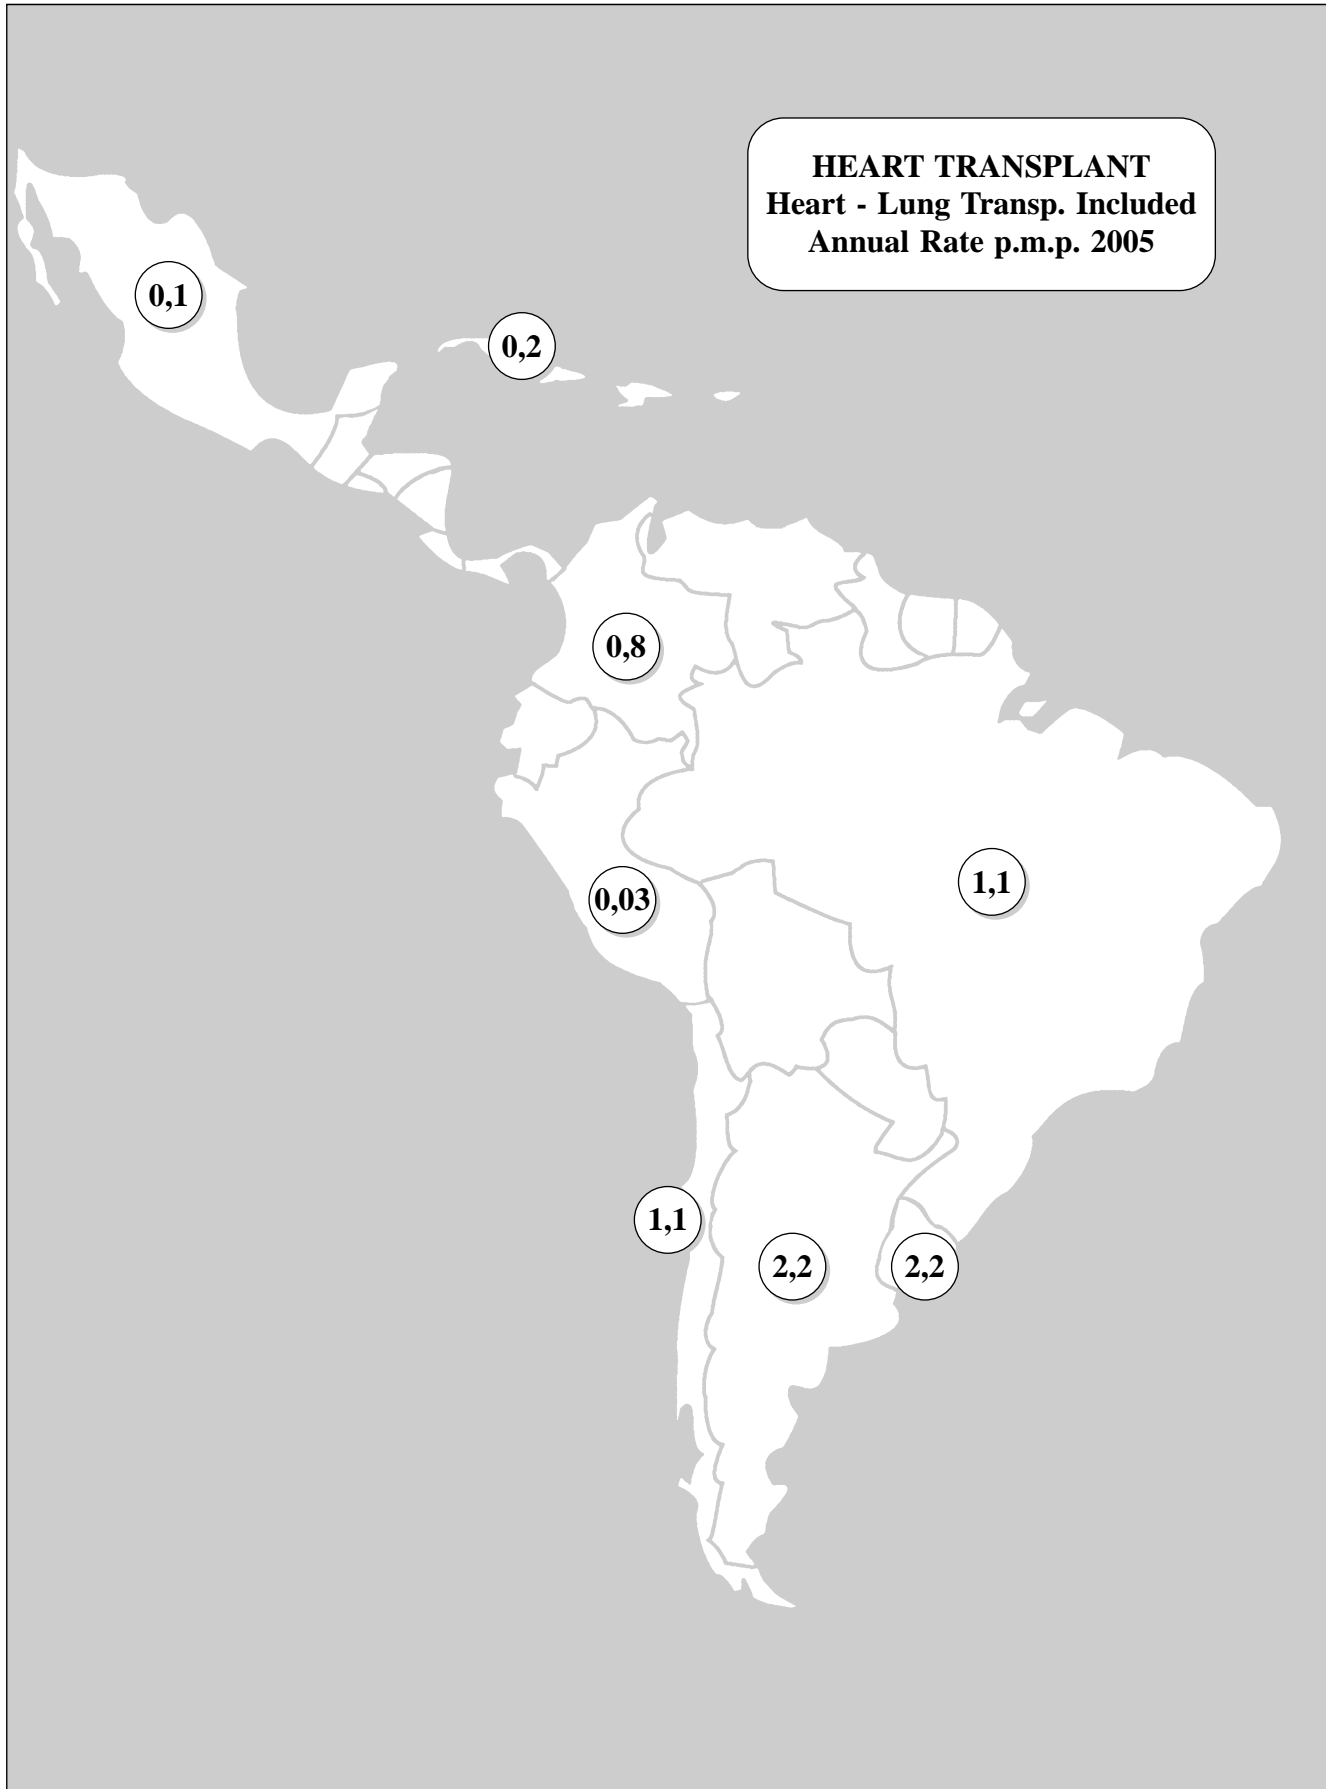 HEART TRANSPLANT
Heart - Lung Transp. Included
Annual Rate p.m.p. 2005
0,1
0,2
0,8
1,1
0,03
1,1
2,2
2,2